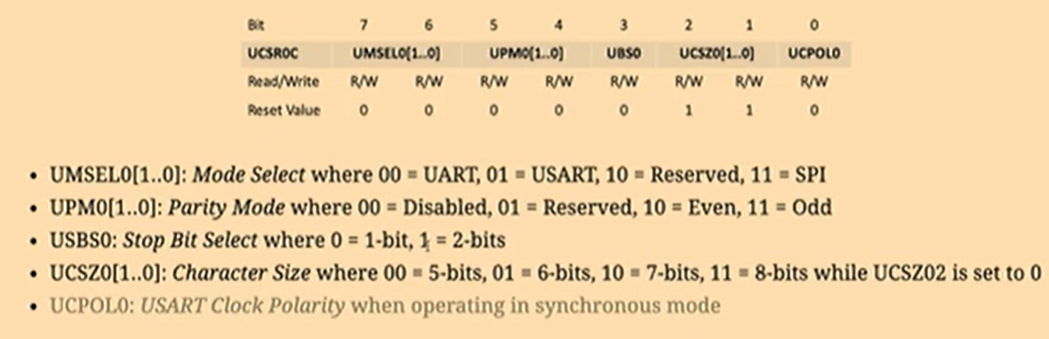 Bit 7 6 5 4 3 2 1 0
UCSR0C UMSEL0[1..0] UPM0[1..0] UBS0 UCSZ0[1..0] UCPOL0
Read/Write R/W R/W R/W R/W R/W R/W R/W R/W
Reset Value 0 0 0 0 0 1 1 0
• UMSEL0[1..0]: Mode Select where 00 = UART, 01 = USART, 10 = Reserved, 11 = SPI
• UPM0[1..0]: Parity Mode where 00 = Disabled, 01 = Reserved, 10 = Even, 11 = Odd
• USBS0: Stop Bit Select where 0 = 1-bit, 1 = 2-bits
• UCSZ0[1..0]: Character Size where 00 = 5-bits, 01 = 6-bits, 10 = 7-bits, 11 = 8-bits while UCSZ02 is set to 0
• UCPOL0: USART Clock Polarity when operating in synchronous mode